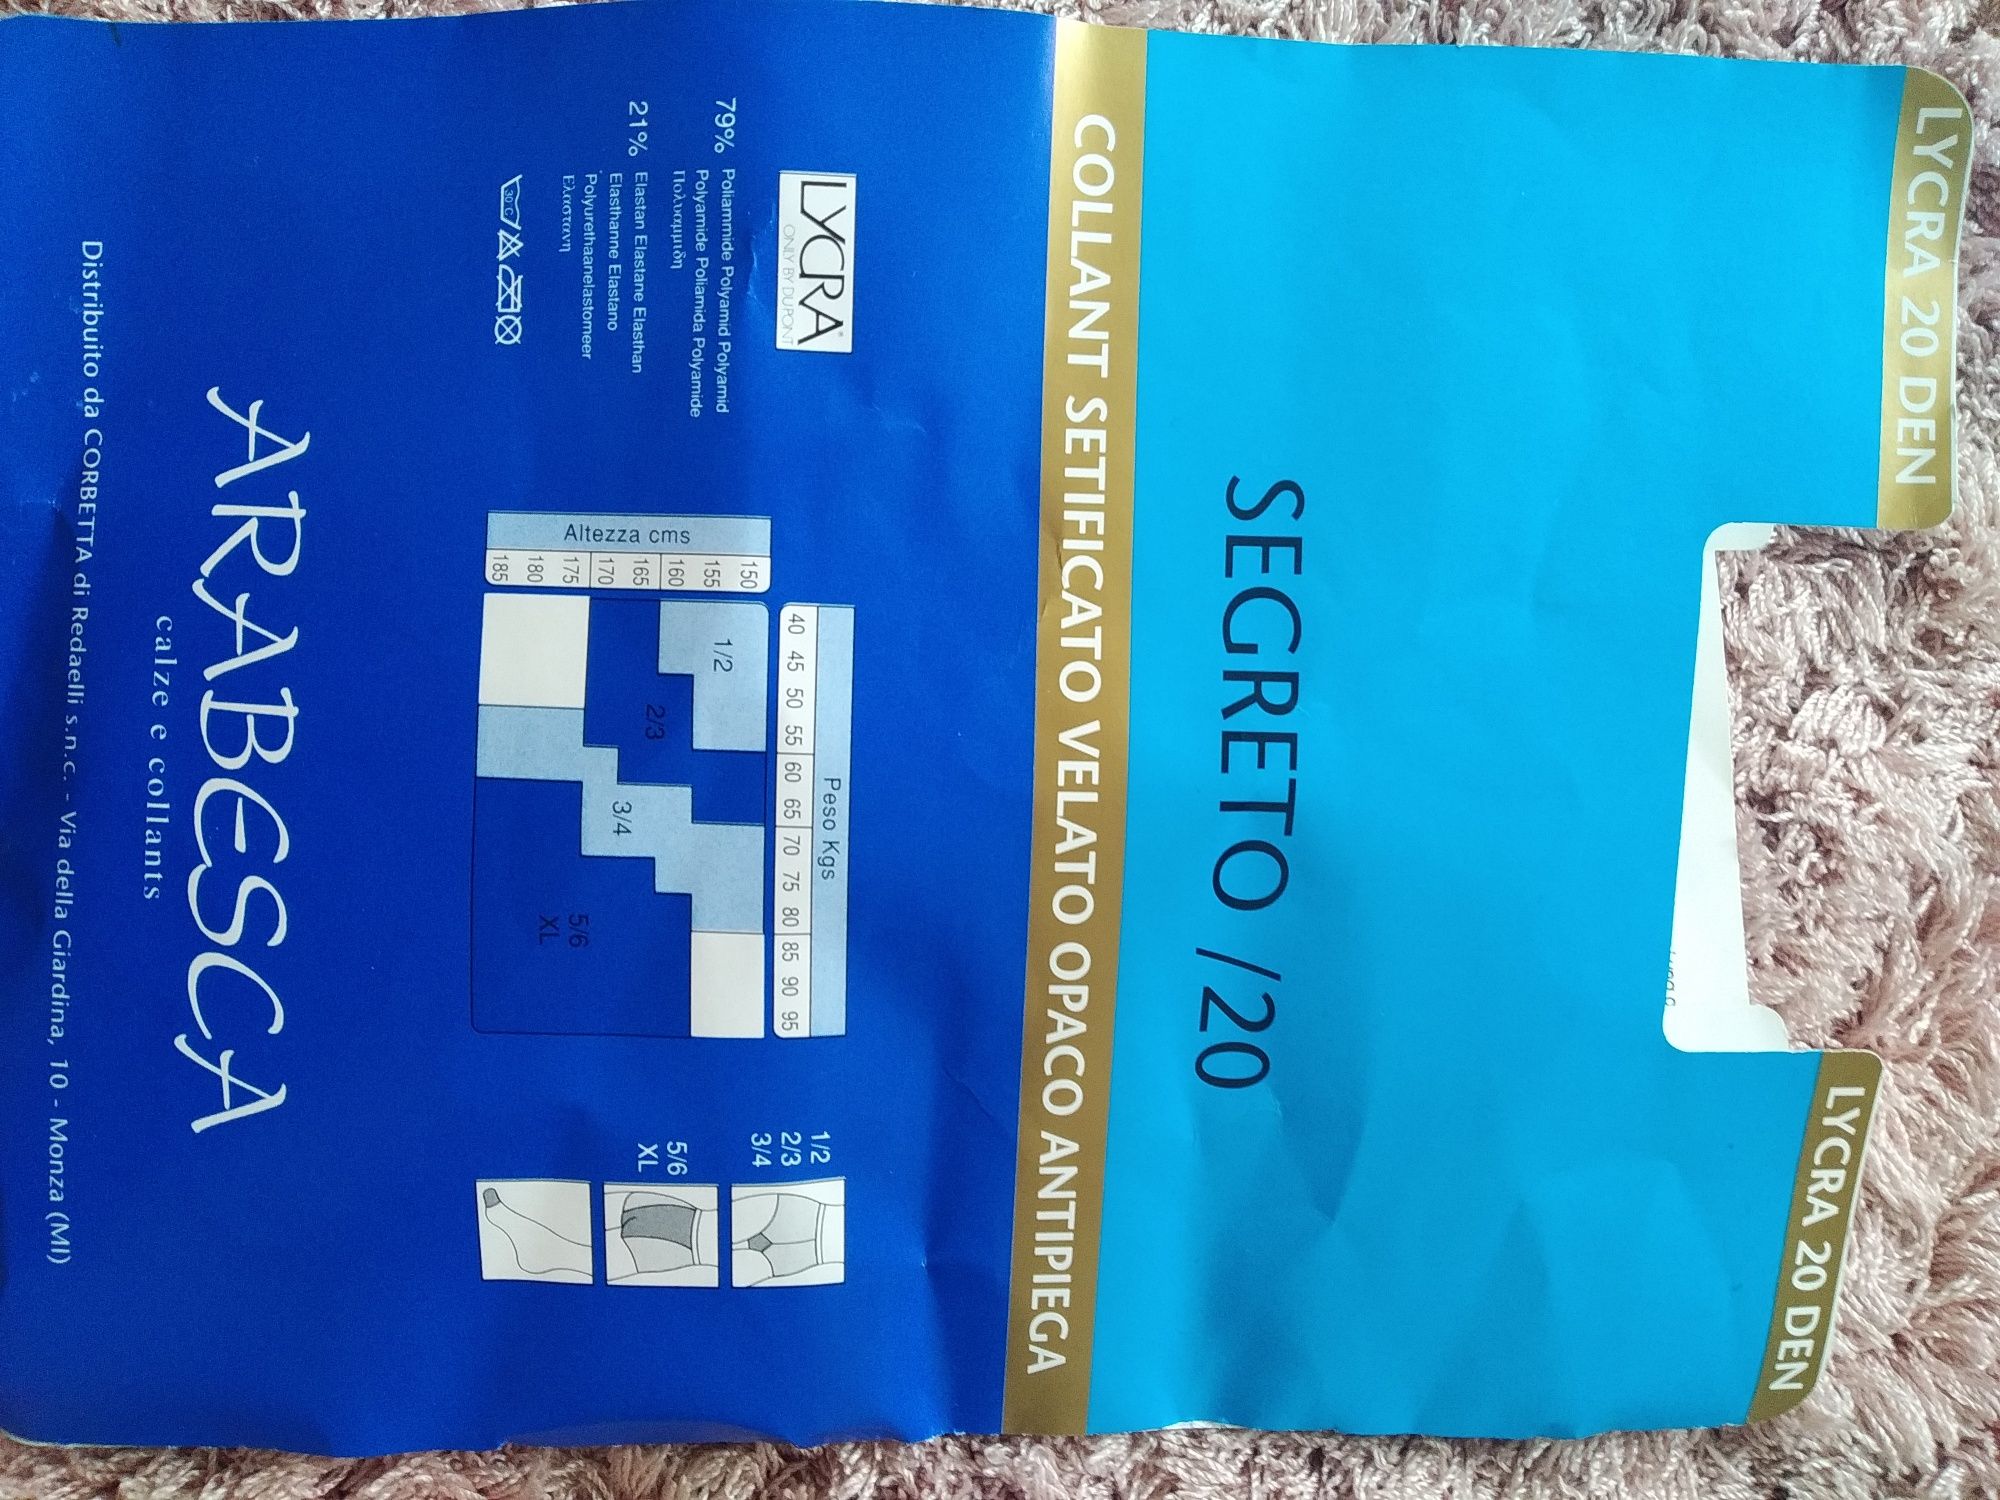 LYCRA 20 DEN
LYCRA 20 DEN
SEGRETO /20
COLLANT SETIFICATO VELATO OPACO ANTIPIEGA
LYCRA®
ONLY BY DUPONT
79% Poliammide Polyamid Polyamid
Polyamide Poliamida Polyamide
Πολυαμμιδη
21% Elastan Elastane Elasthan
Elasthanne Elastano
Polyurethaanelastomeer
Ελαστανη
30°C
Peso Kgs
40 45 50 55 60 65 70 75 80 85 90 95
Altezza cms
150
155
160
165
170
175
180
185
1/2
2/3
3/4
5/6
XL
1/2
2/3
3/4
5/6
XL
ARABESCA
calze e collants
Distribuito da CORBETTA di Redaelli s.n.c. - Via della Giardina, 10 - Monza (MI)